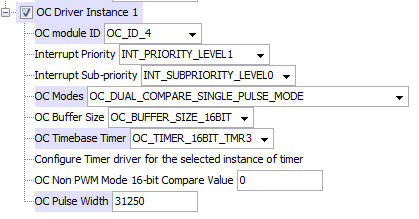 OC Driver Instance 1
OC module ID OC_ID_4
Interrupt Priority INT_PRIORITY_LEVEL1
Interrupt Sub-priority INT_SUBPRIORITY_LEVEL0
OC Modes OC_DUAL_COMPARE_SINGLE_PULSE_MODE
OC Buffer Size OC_BUFFER_SIZE_16BIT
OC Timebase Timer OC_TIMER_16BIT_TMR3
Configure Timer driver for the selected instance of timer
OC Non PWM Mode 16-bit Compare Value 0
OC Pulse Width 31250